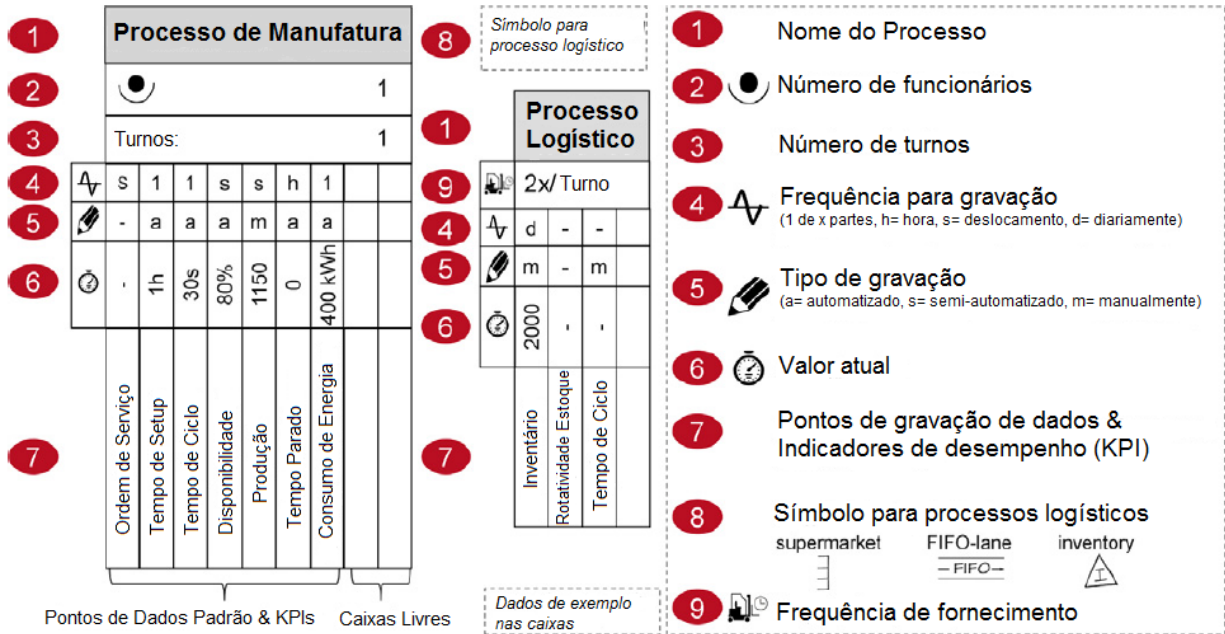 1 Processo de Manufatura
2 1
3 Turnos: 1
4 S 1 1 s s h 1
5 - a a a m a a
6 - 1h 30s 80% 1150 0 400 kWh
7 Ordem de Serviço
Tempo de Setup
Tempo de Ciclo
Disponibilidade
Produção
Tempo Parado
Consumo de Energia
Pontos de Dados Padrão & KPIs
Caixas Livres
8 Símbolo para
processo logístico
1 Processo
Logístico
9 2x/ Turno
4 d - -
5 m - m
6 2000 - -
7 Inventário
Rotatividade Estoque
Tempo de Ciclo
Dados de exemplo
nas caixas
1 Nome do Processo
2 Número de funcionários
3 Número de turnos
4 Frequência para gravação
(1 de x partes, h= hora, s= deslocamento, d= diariamente)
5 Tipo de gravação
(a= automatizado, s= semi-automatizado, m= manualmente)
6 Valor atual
7 Pontos de gravação de dados &
Indicadores de desempenho (KPI)
8 Símbolo para processos logísticos
supermarket FIFO-lane inventory
FIFO I
9 Frequência de fornecimento